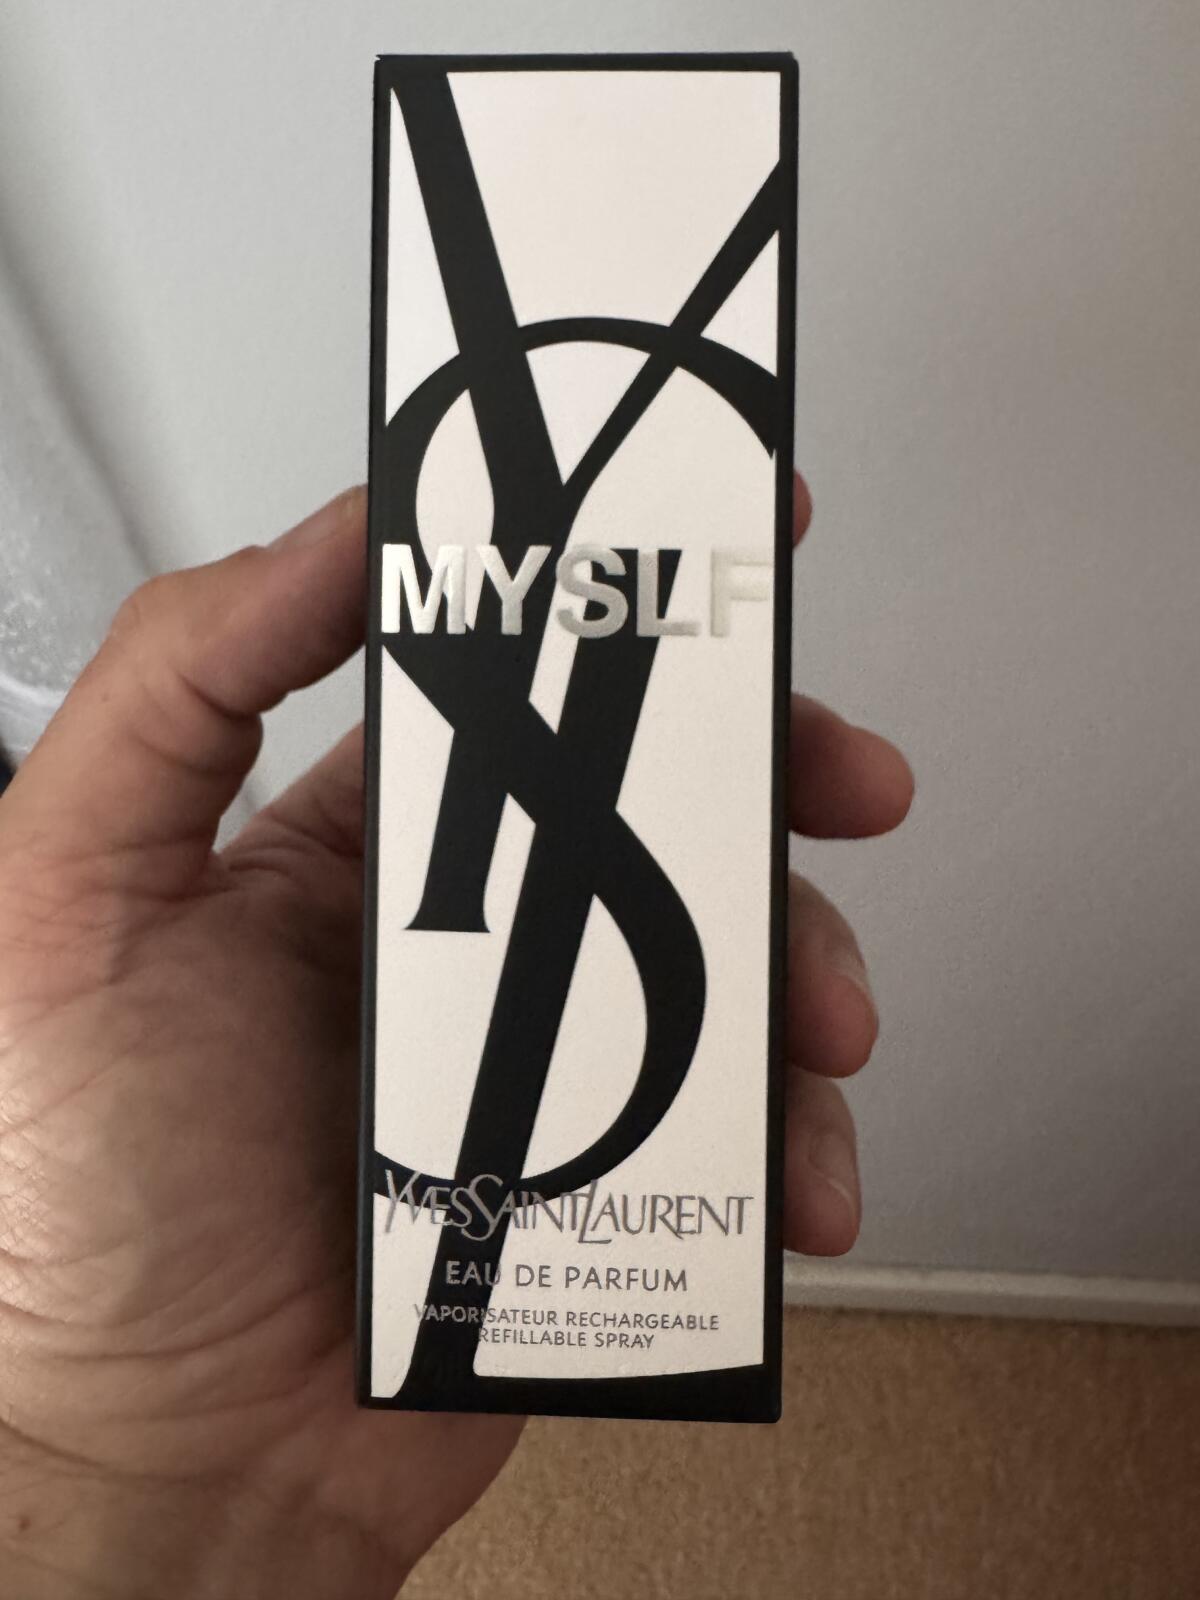 MYSLF
YVESSAINTLAURENT
EAU DE PARFUM
VAPORISATEUR RECHARGEABLE
REFILLABLE SPRAY